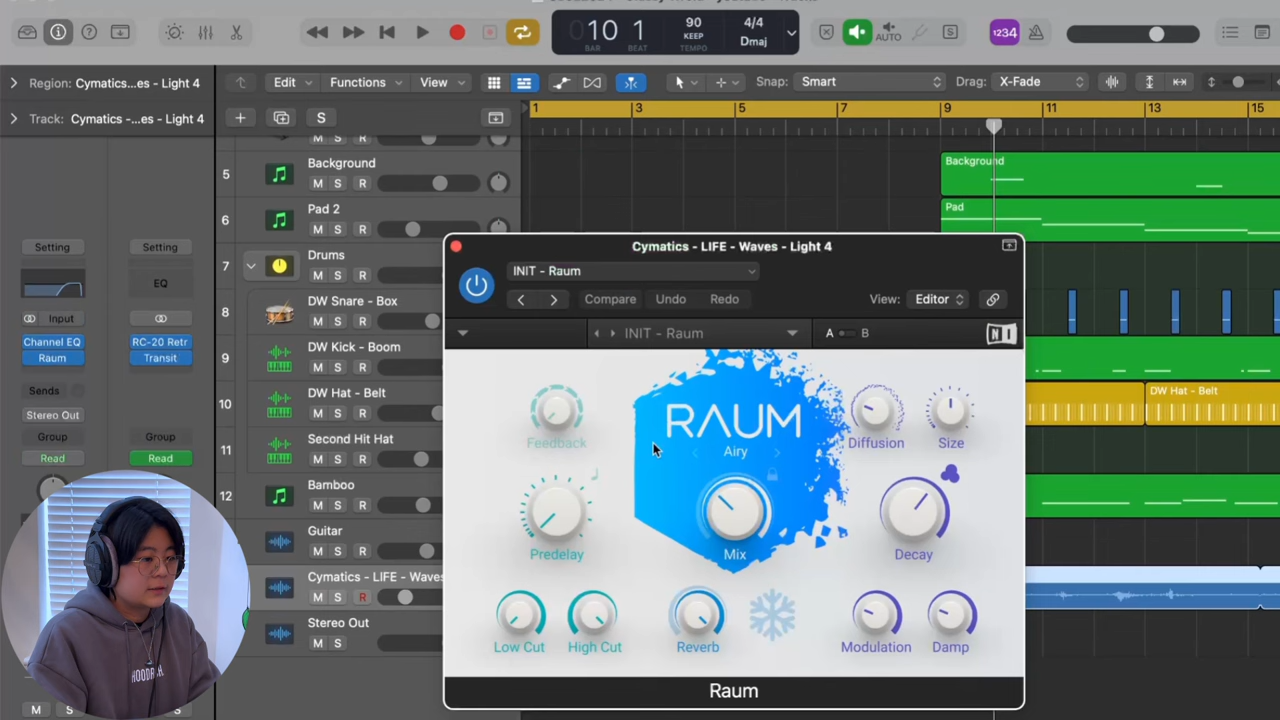 10 1
BAR BEAT
90
KEEP
TEMPO
4/4
Dmaj
AUTO
S
1234
Region: Cymatics...es - Light 4
Edit
Functions
View
Snap: Smart
Drag: X-Fade
Track: Cymatic -...es - Light 4
S
1 3 5 7 9 11 13 15
M S R
5 Background
M S R
Background
6 Pad 2
M S R
Pad
7 Drums
M S R
8 DW Snare - Box
M S R
9 DW Kick - Boom
M S R
10 DW Hat - Belt
M S R
DW Hat - Belt
11 Second Hit Hat
M S R
12 Bamboo
M S R
Guitar
M S R
Cymatics - LIFE - Waves
M S R
Stereo Out
M S
Setting
Setting
EQ
Input
Channel EQ
RC-20 Retr
Raum
Transit
Sends
Stereo Out
Group
Group
Read
Read
M S
Cymatics - LIFE - Waves - Light 4
INIT - Raum
Compare
Undo
Redo
View: Editor
INIT - Raum
A B
NI
RAUM
Airy
Feedback
Diffusion
Size
Predelay
Mix
Decay
Low Cut
High Cut
Reverb
Modulation
Damp
Raum